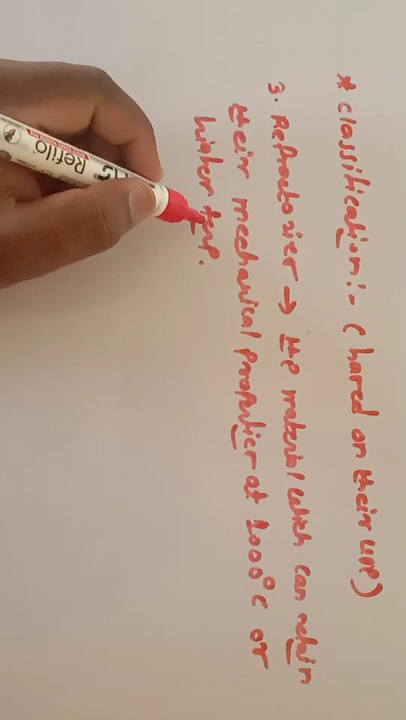 * Classification:- (based on their use)
3. Refractories → The material which can retain
their mechanical properties at 1000°C or
higher temp.
Refilo